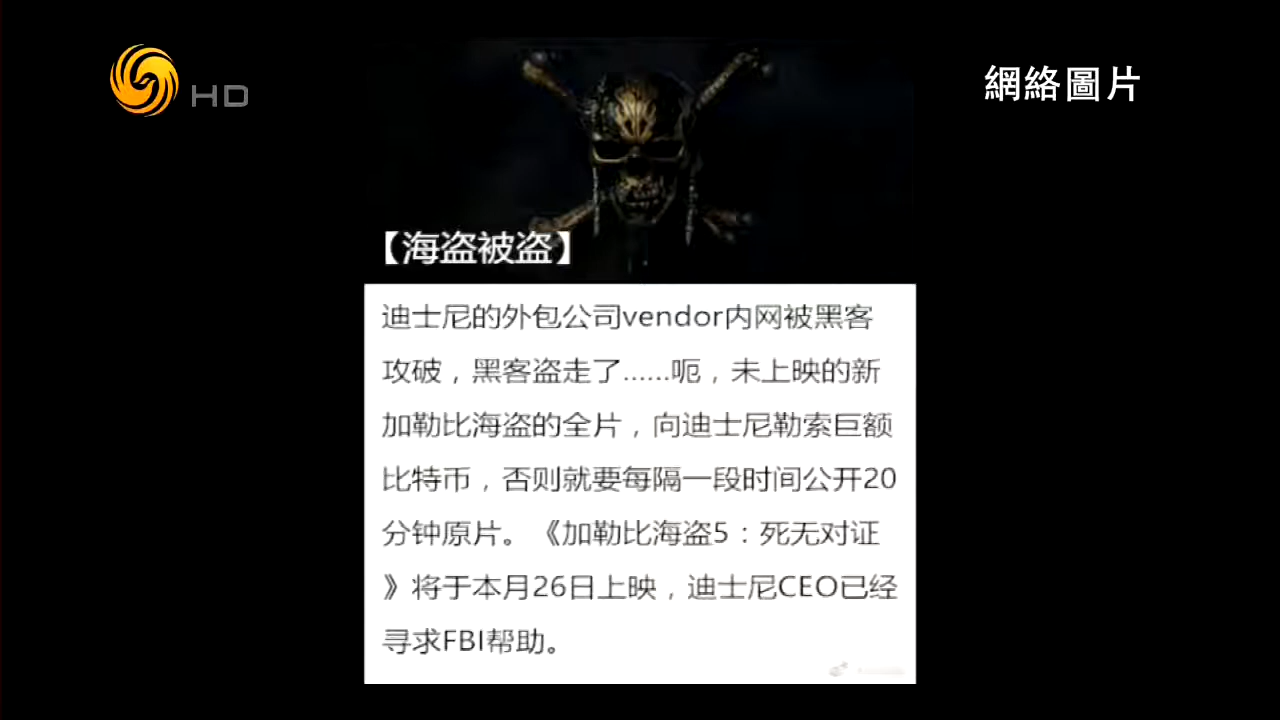 HD
網絡圖片
【海盗被盗】
迪士尼的外包公司vendor内网被黑客
攻破，黑客盗走了……呃，未上映的新
加勒比海盗的全片，向迪士尼勒索巨额
比特币，否则就要每隔一段时间公开20
分钟原片。《加勒比海盗5：死无对证
》将于本月26日上映，迪士尼CEO已经
寻求FBI帮助。